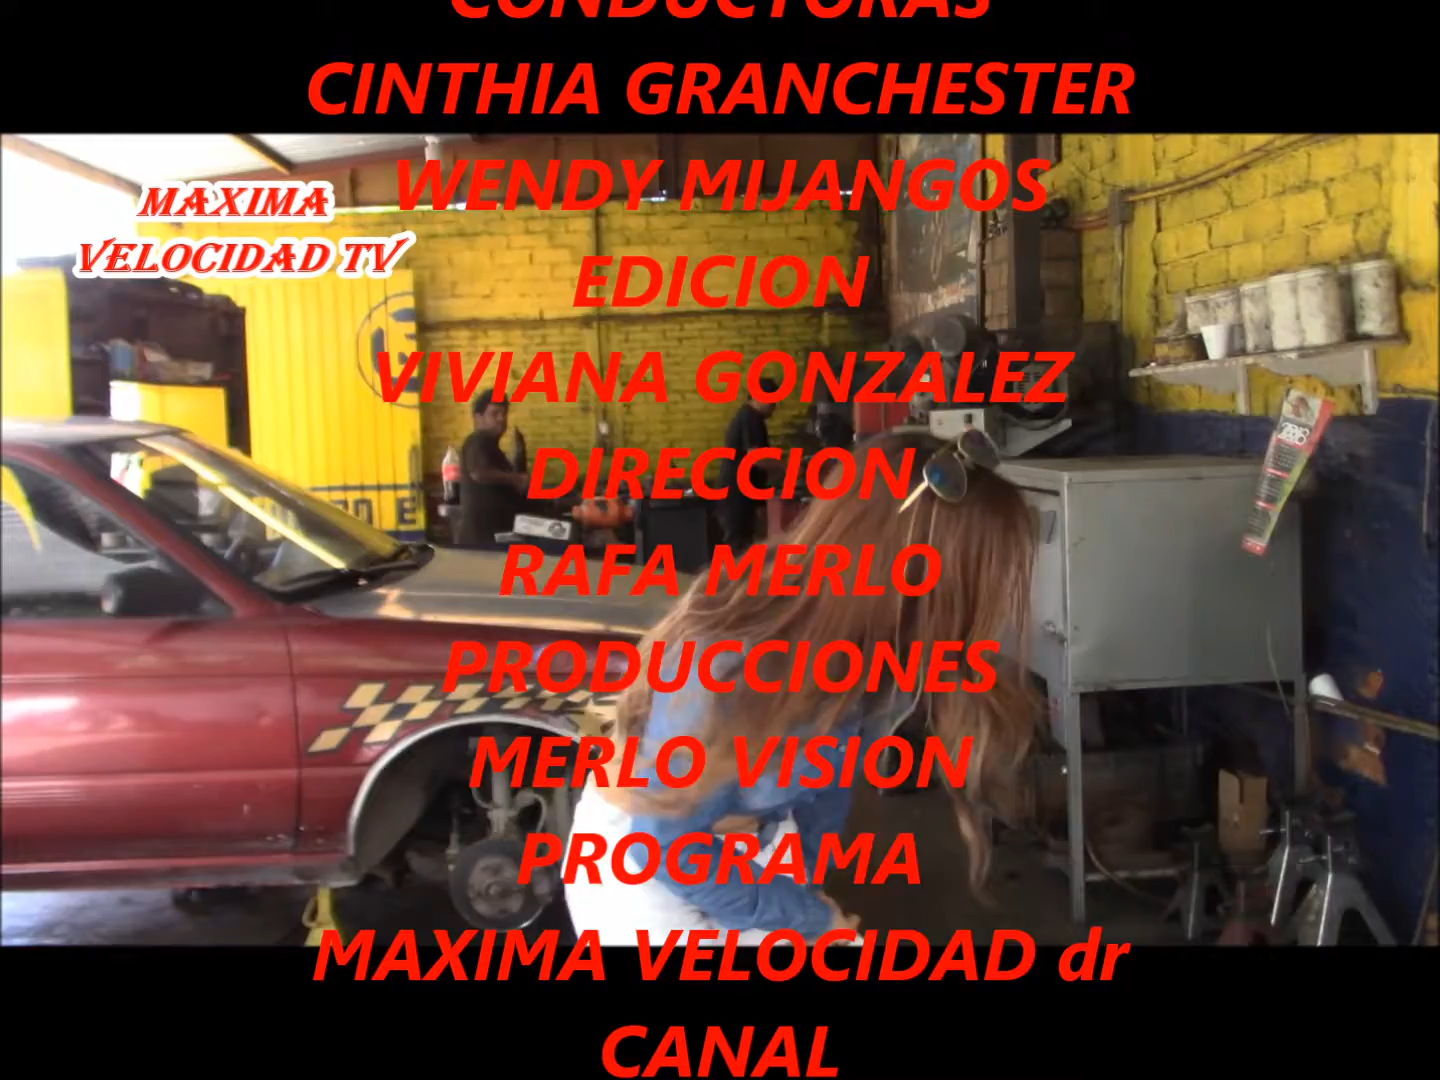 CONDUCTORAS
CINTHIA GRANCHESTER
WENDY MIJANGOS
MAXIMA
VELOCIDAD TV
EDICION
VIVIANA GONZALEZ
DIRECCION
RAFA MERLO
PRODUCCIONES
MERLO VISION
PROGRAMA
MAXIMA VELOCIDAD dr
CANAL